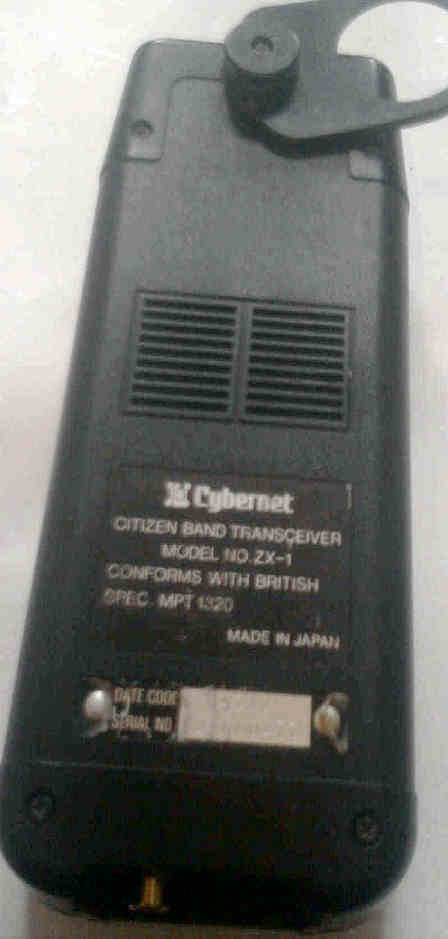 Cybernet
CITIZEN BAND TRANSCEIVER
MODEL NO. ZX-1
CONFORMS WITH BRITISH
SPEC. MPT 1320
MADE IN JAPAN
DATE CODE
SERIAL NO